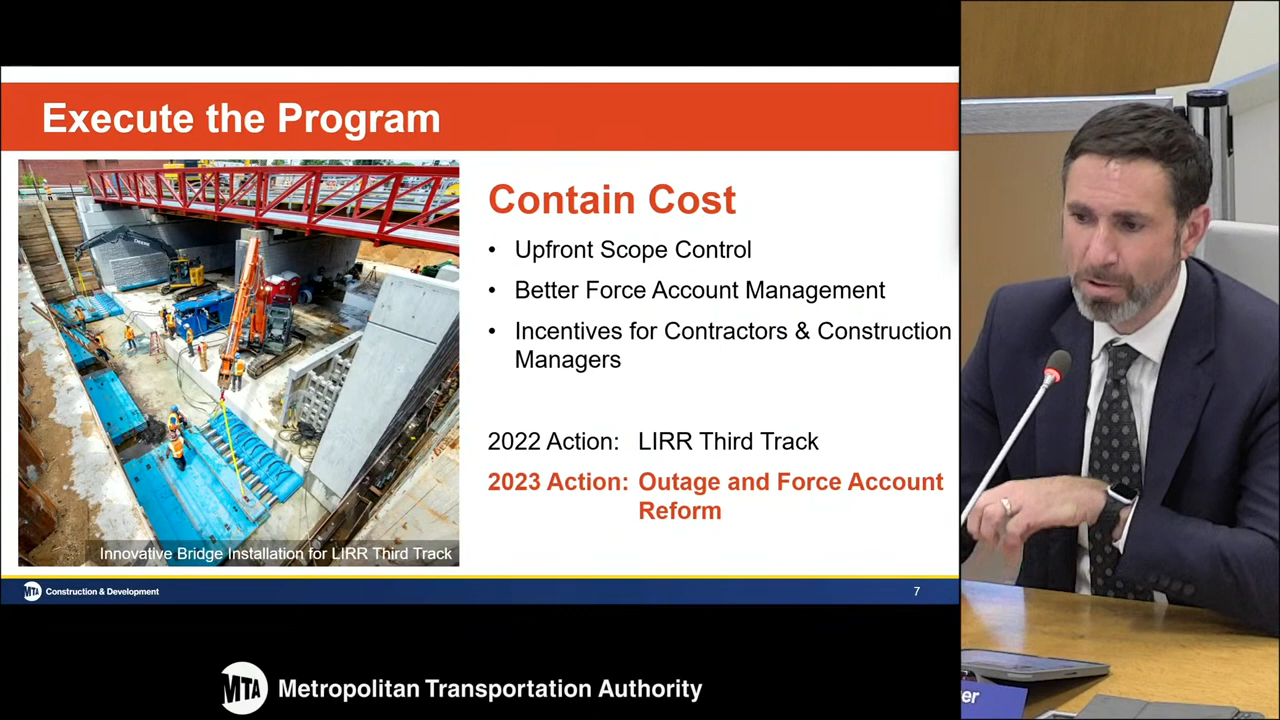 Execute the Program
Contain Cost
• Upfront Scope Control
• Better Force Account Management
• Incentives for Contractors & Construction
Managers
2022 Action: LIRR Third Track
2023 Action: Outage and Force Account
Reform
Innovative Bridge Installation for LIRR Third Track
MTA Construction & Development
7
MTA Metropolitan Transportation Authority